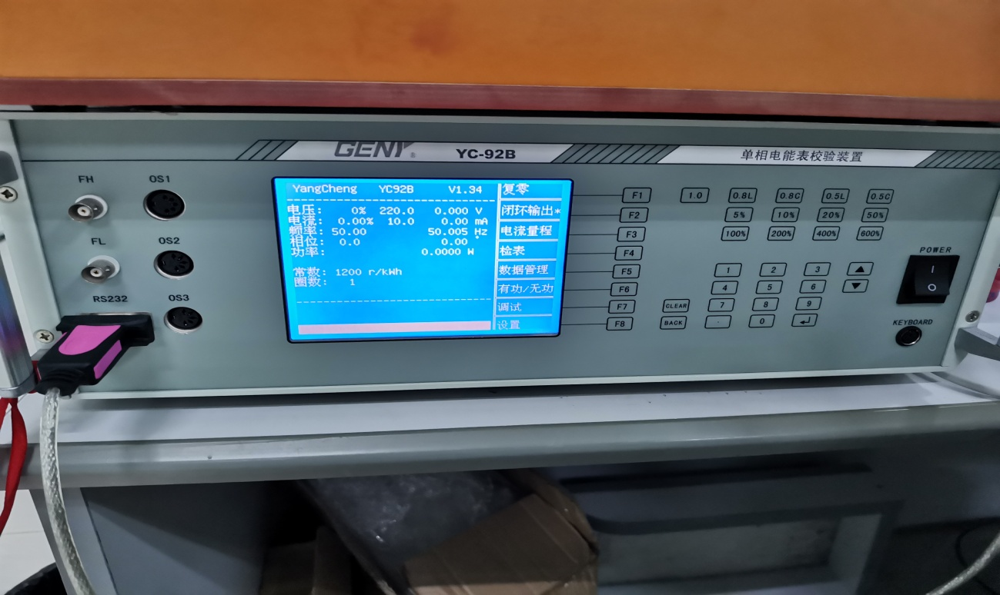 GENY
YC-92B
单相电能表校验装置
FH
OS1
FL
OS2
RS232
OS3
YangCheng YC92B V1.34
电压: 0% 220.0 0.000 V
电流: 0.00% 10.0 0.00 mA
频率: 50.00 50.005 Hz
相位: 0.0 0.00 °
功率: 0.0000 W
常数: 1200 r/kWh
圈数: 1
复零
闭环输出*
电流量程
检表
数据管理
有功/无功
调试
设置
F1
F2
F3
F4
F5
F6
F7
F8
1.0 0.8L 0.8C 0.5L 0.5C
5% 10% 20% 50%
100% 200% 400% 600%
1 2 3 ▲
4 5 6 ▼
CLEAR 7 8 9
BACK . 0 ↵
POWER
I
O
KEYBOARD